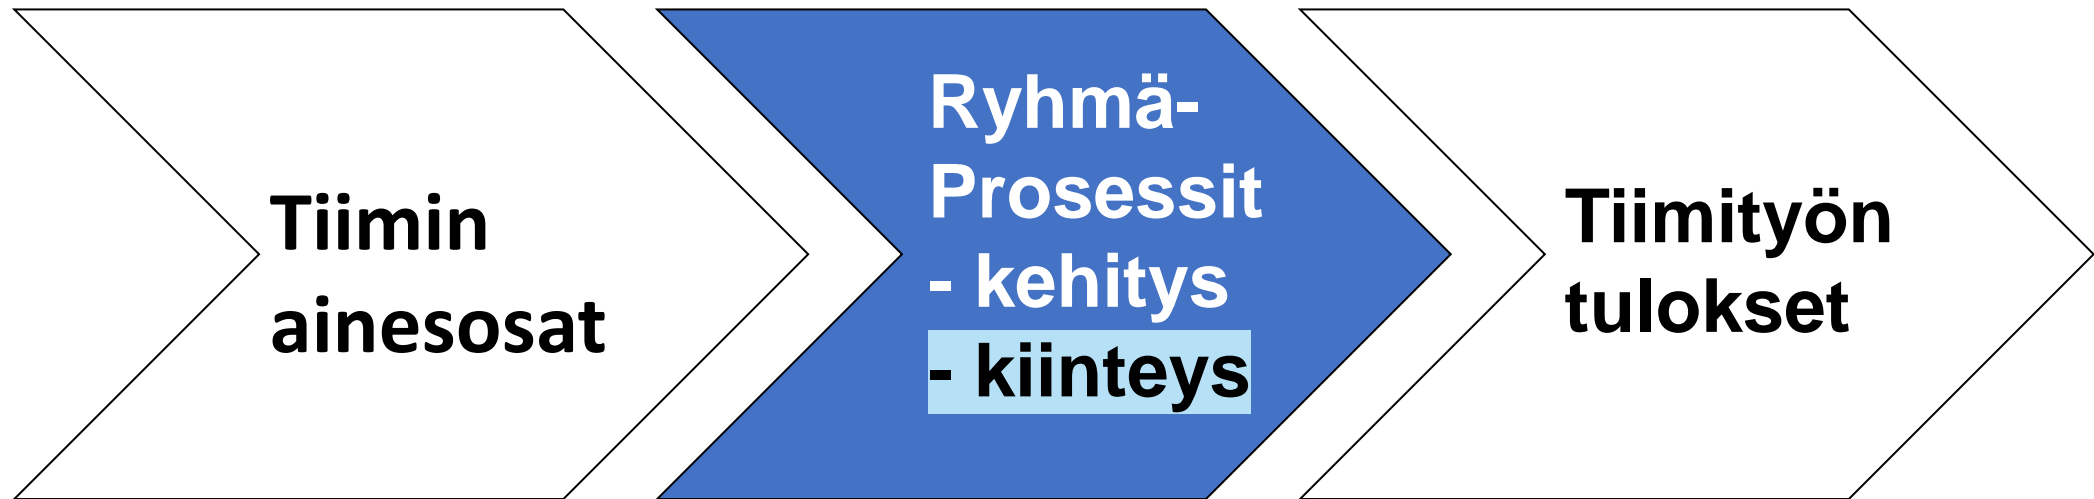 Tiimin
ainesosat
Ryhmä-
Prosessit
- kehitys
- kiinteys
Tiimityön
tulokset